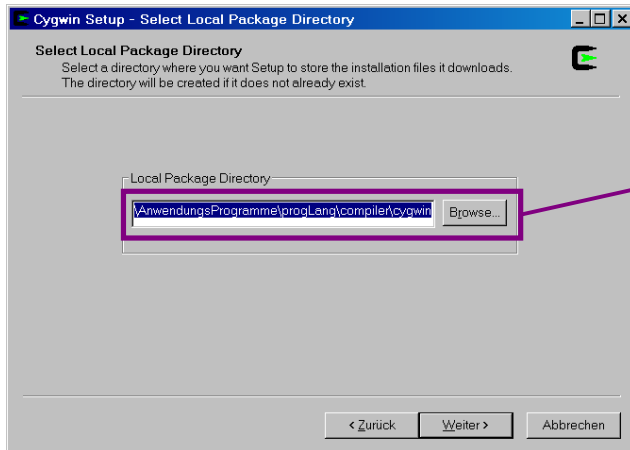 Cygwin Setup - Select Local Package Directory
Select Local Package Directory
Select a directory where you want Setup to store the installation files it downloads.
The directory will be created if it does not already exist.
Local Package Directory
\AnwendungsProgramme\progLang\compiler\cygwin
Browse...
< Zurück
Weiter >
Abbrechen